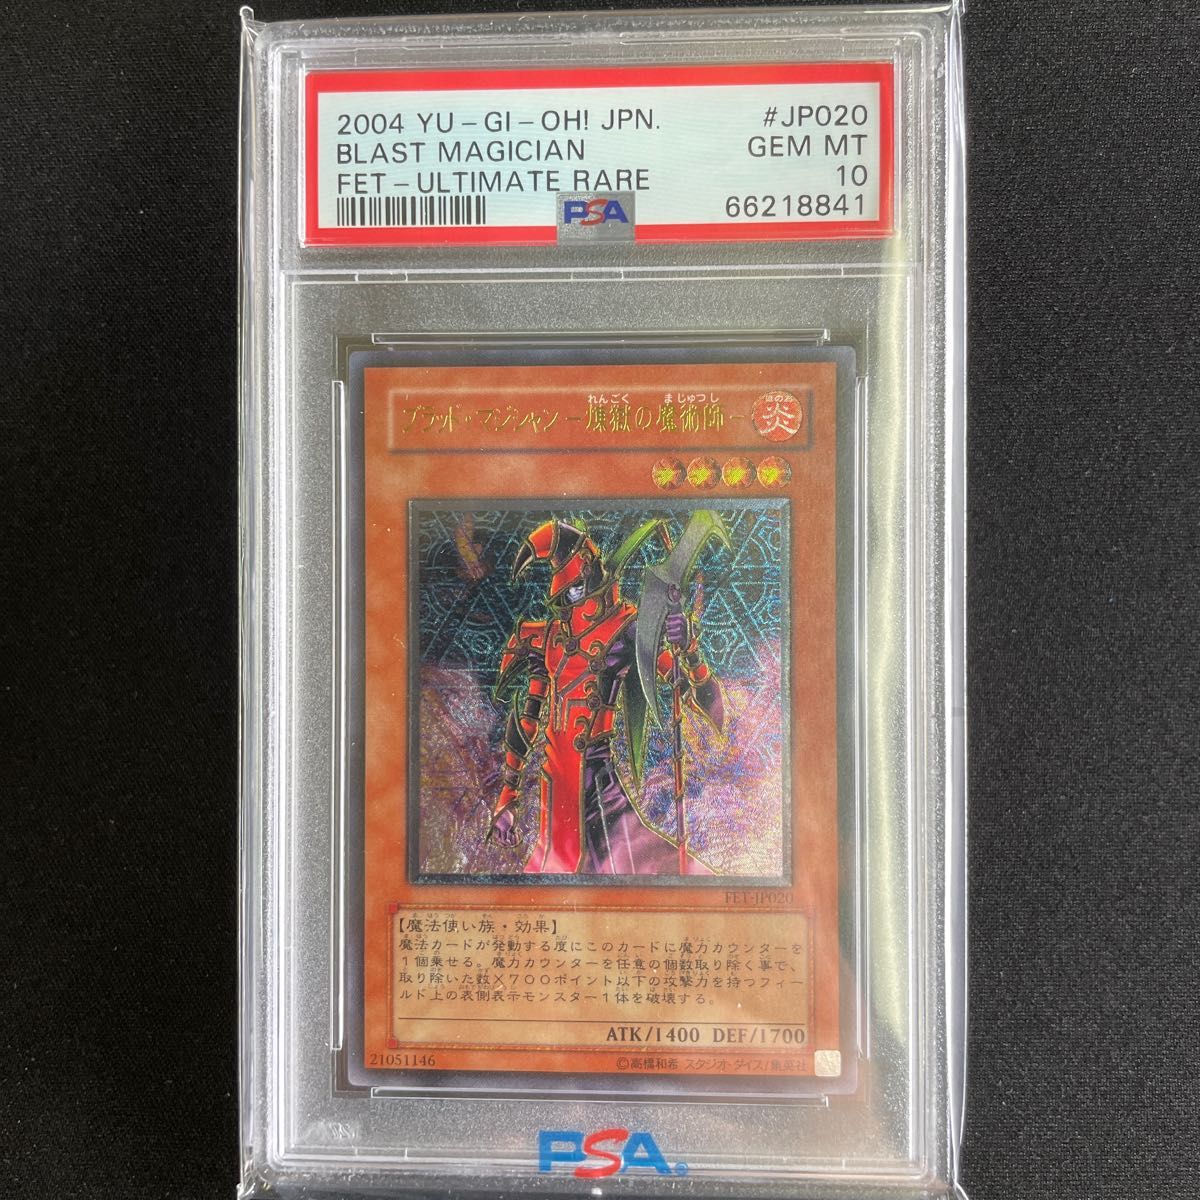 2004 YU-GI-OH! JPN. #JP020
BLAST MAGICIAN GEM MT
FET-ULTIMATE RARE 10
PSA 66218841
れんごく まじゅつし ほのお
ブラッド・マジシャン－煉獄の魔術師－ 炎
FET-JP020
【魔法使い族・効果】
魔法カードが発動する度にこのカードに魔力カウンターを
1個乗せる。魔力カウンターを任意の個数取り除く事で、
取り除いた数×700ポイント以下の攻撃力を持つフィー
ルド上の表側表示モンスター1体を破壊する。
ATK/1400 DEF/1700
21051146 ©高橋和希 スタジオ・ダイス/集英社
PSA®